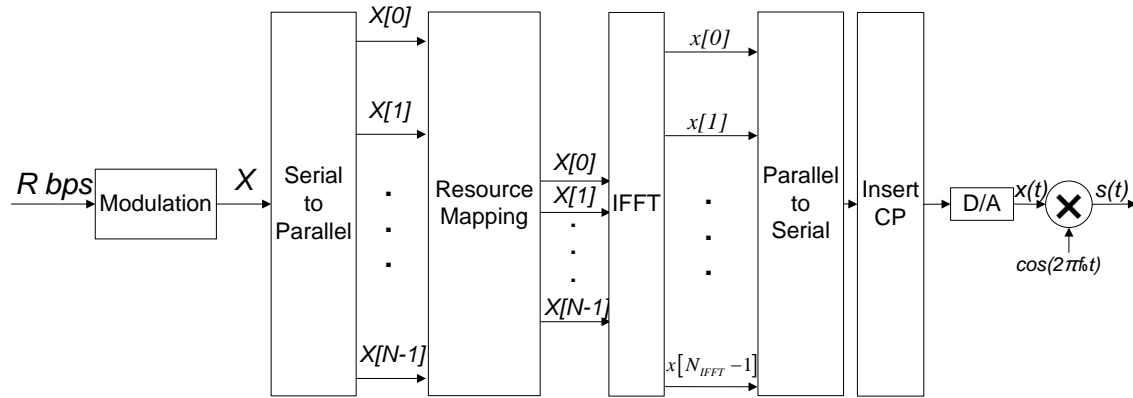 R bps
Modulation
X
Serial
to
Parallel
X[0]
X[1]
.
.
.
X[N-1]
Resource
Mapping
X[0]
X[1]
.
.
.
X[N-1]
IFFT
x[0]
x[1]
.
.
.
x[N_IFFT -1]
Parallel
to
Serial
Insert
CP
D/A
x(t)
s(t)
cos(2πf₀t)